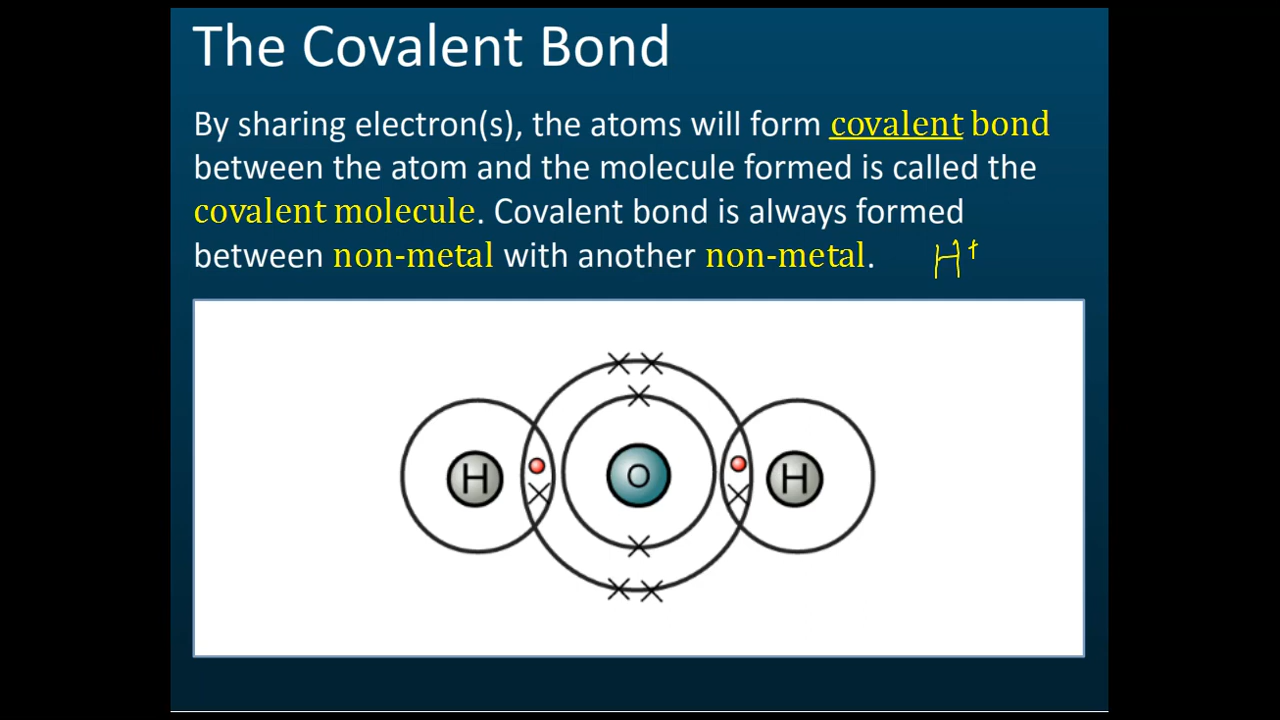 The Covalent Bond
By sharing electron(s), the atoms will form covalent bond
between the atom and the molecule formed is called the
covalent molecule. Covalent bond is always formed
between non-metal with another non-metal.
H+
H O H